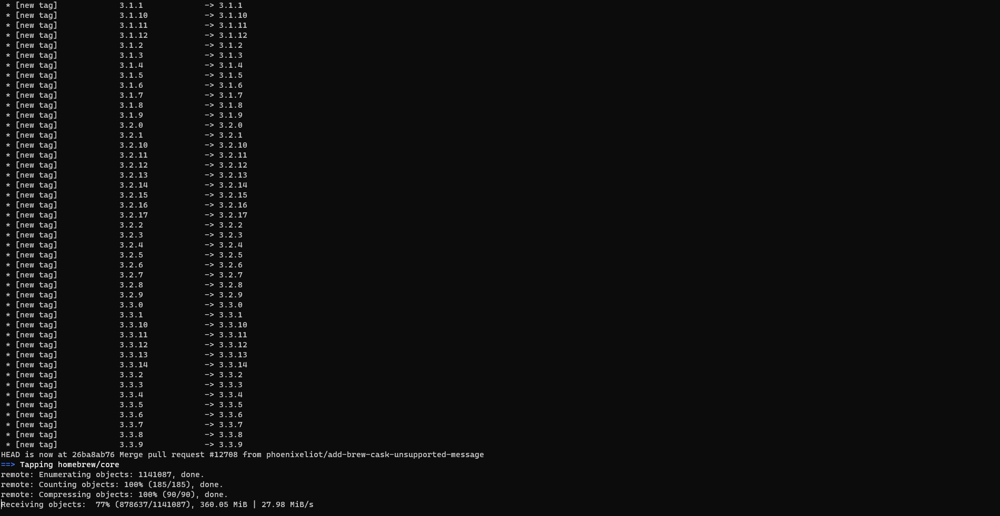 * [new tag] 3.1.1 -> 3.1.1
* [new tag] 3.1.10 -> 3.1.10
* [new tag] 3.1.11 -> 3.1.11
* [new tag] 3.1.12 -> 3.1.12
* [new tag] 3.1.2 -> 3.1.2
* [new tag] 3.1.3 -> 3.1.3
* [new tag] 3.1.4 -> 3.1.4
* [new tag] 3.1.5 -> 3.1.5
* [new tag] 3.1.6 -> 3.1.6
* [new tag] 3.1.7 -> 3.1.7
* [new tag] 3.1.8 -> 3.1.8
* [new tag] 3.1.9 -> 3.1.9
* [new tag] 3.2.0 -> 3.2.0
* [new tag] 3.2.1 -> 3.2.1
* [new tag] 3.2.10 -> 3.2.10
* [new tag] 3.2.11 -> 3.2.11
* [new tag] 3.2.12 -> 3.2.12
* [new tag] 3.2.13 -> 3.2.13
* [new tag] 3.2.14 -> 3.2.14
* [new tag] 3.2.15 -> 3.2.15
* [new tag] 3.2.16 -> 3.2.16
* [new tag] 3.2.17 -> 3.2.17
* [new tag] 3.2.2 -> 3.2.2
* [new tag] 3.2.3 -> 3.2.3
* [new tag] 3.2.4 -> 3.2.4
* [new tag] 3.2.5 -> 3.2.5
* [new tag] 3.2.6 -> 3.2.6
* [new tag] 3.2.7 -> 3.2.7
* [new tag] 3.2.8 -> 3.2.8
* [new tag] 3.2.9 -> 3.2.9
* [new tag] 3.3.0 -> 3.3.0
* [new tag] 3.3.1 -> 3.3.1
* [new tag] 3.3.10 -> 3.3.10
* [new tag] 3.3.11 -> 3.3.11
* [new tag] 3.3.12 -> 3.3.12
* [new tag] 3.3.13 -> 3.3.13
* [new tag] 3.3.14 -> 3.3.14
* [new tag] 3.3.2 -> 3.3.2
* [new tag] 3.3.3 -> 3.3.3
* [new tag] 3.3.4 -> 3.3.4
* [new tag] 3.3.5 -> 3.3.5
* [new tag] 3.3.6 -> 3.3.6
* [new tag] 3.3.7 -> 3.3.7
* [new tag] 3.3.8 -> 3.3.8
* [new tag] 3.3.9 -> 3.3.9
HEAD is now at 26ba8ab76 Merge pull request #12708 from phoenixeliot/add-brew-cask-unsupported-message
==> Tapping homebrew/core
remote: Enumerating objects: 1141087, done.
remote: Counting objects: 100% (185/185), done.
remote: Compressing objects: 100% (90/90), done.
Receiving objects:  77% (878637/1141087), 360.05 MiB | 27.98 MiB/s